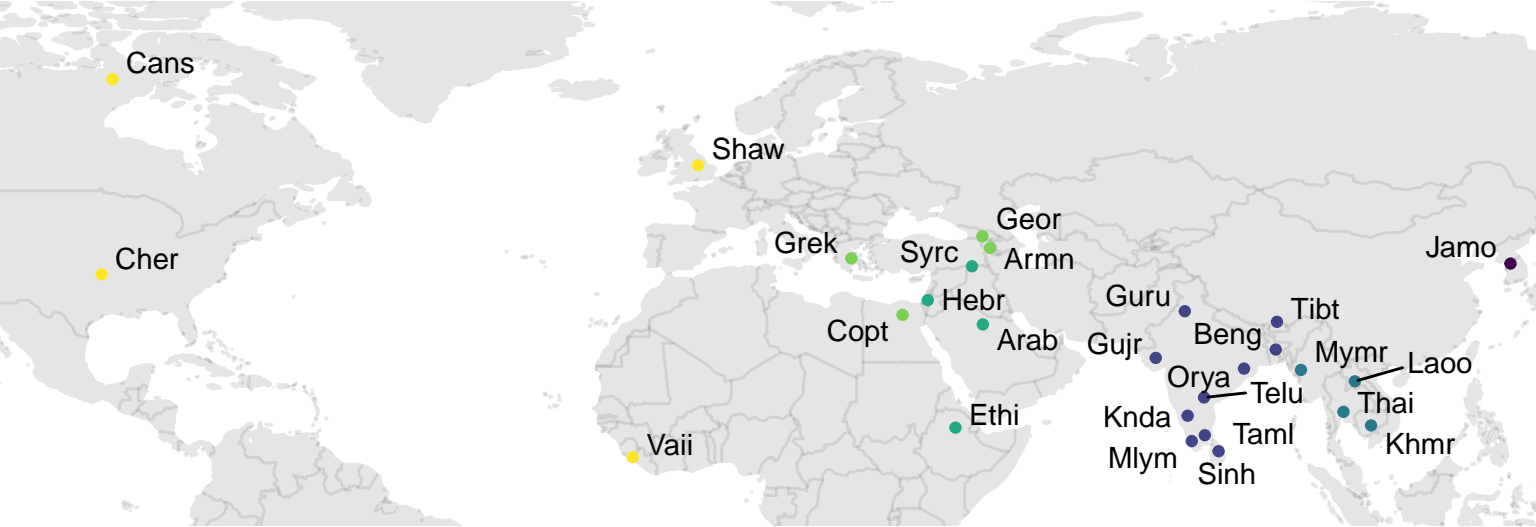 Cans
Shaw
Geor
Grek
Syrc
Jamo
Cher
Armn
Guru
Hebr
Tibt
Copt
Beng
Arab
Gujr
Mymr
Laoo
Orya
Telu
Thai
Ethi
Knda
Taml
Vaii
Khmr
Mlym
Sinh